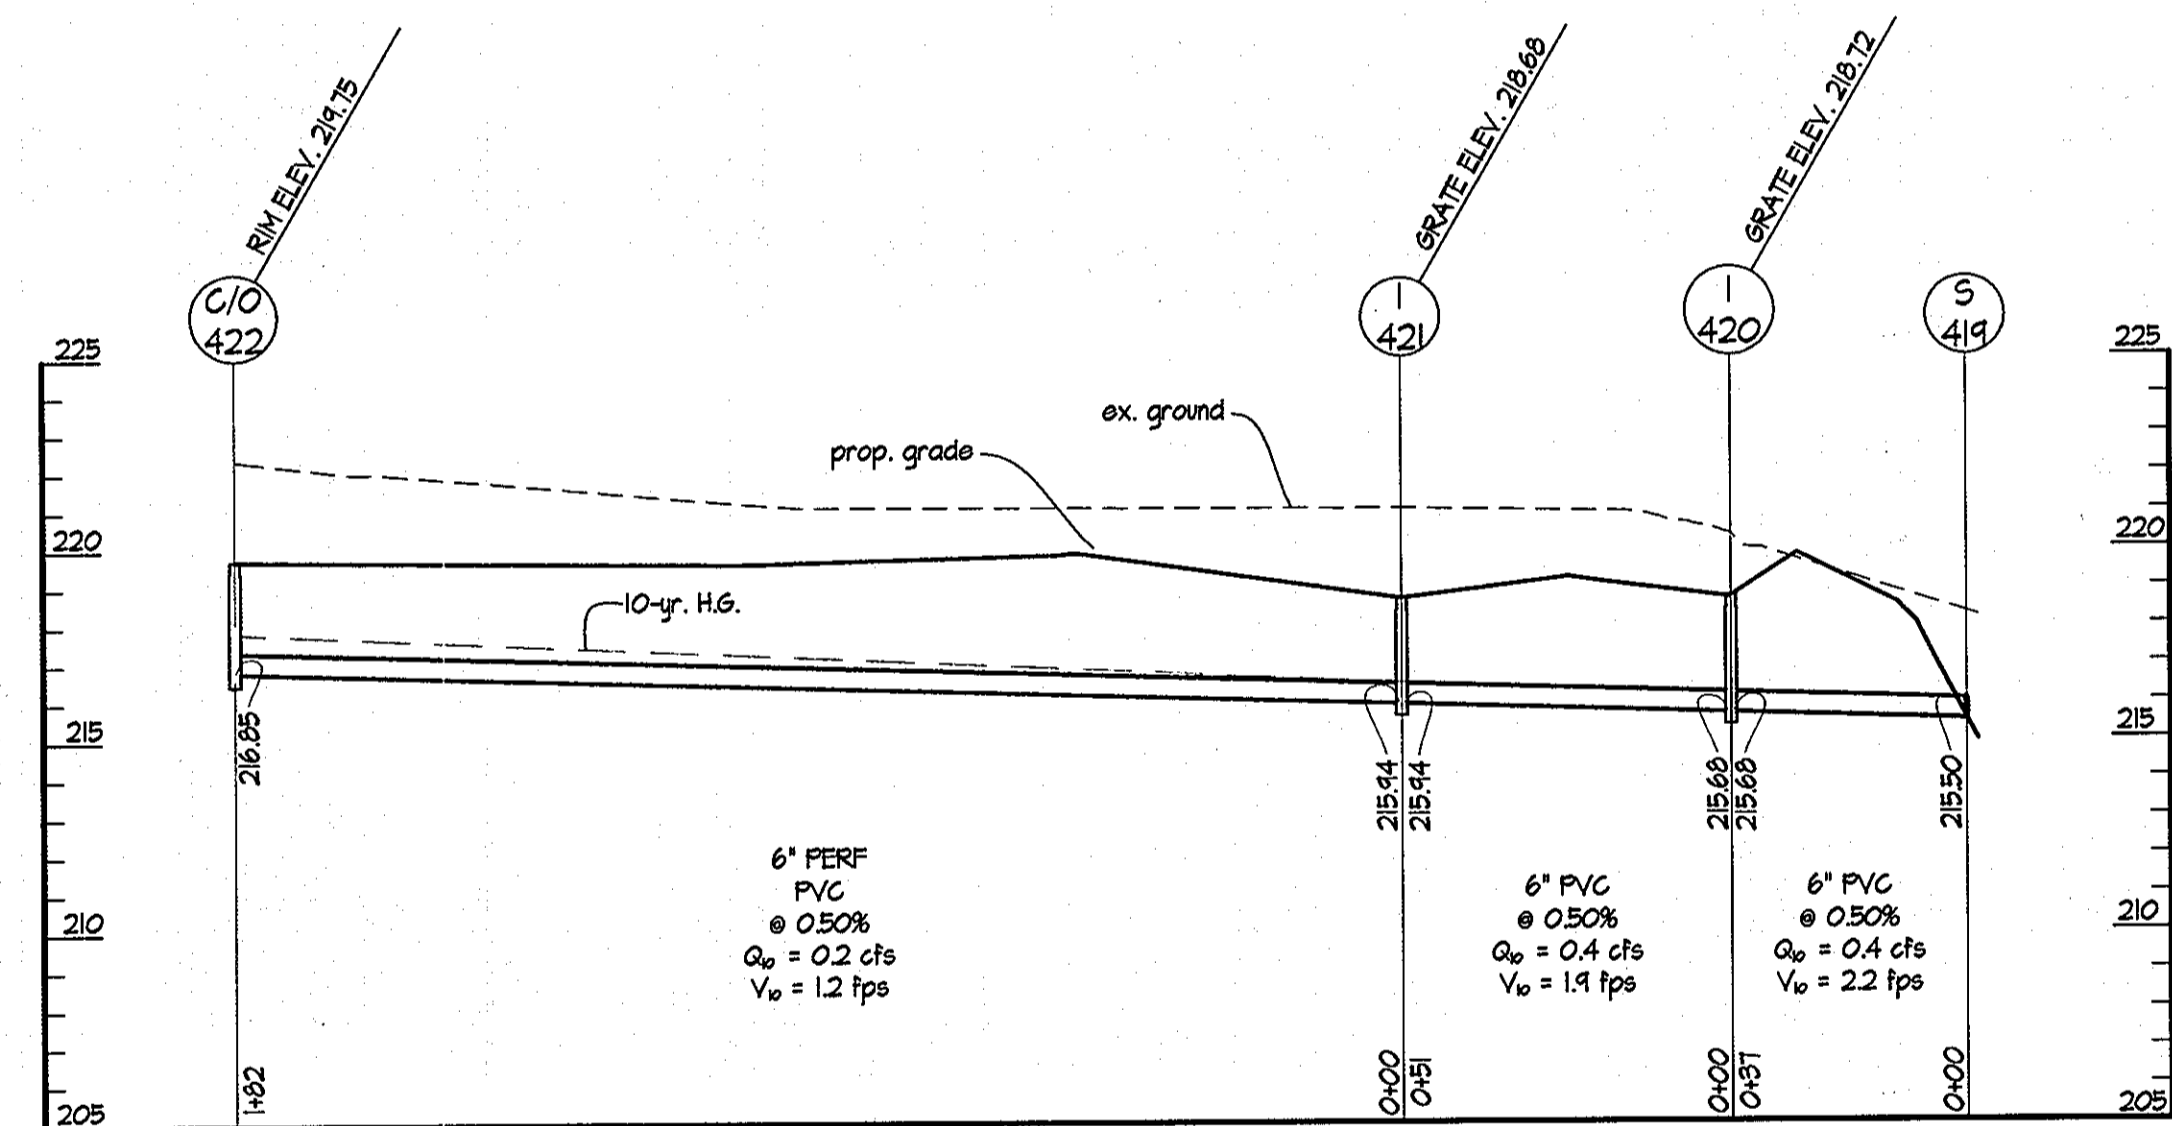 RIM ELEV. 219.75
GRATE ELEV. 218.68
GRATE ELEV. 218.72
C/O
422
I
421
I
420
S
419
225
225
ex. ground
prop. grade
220
220
10-yr. H.G.
215
215
216.85
215.94
215.94
215.68
215.68
215.50
6" PERF
PVC
@ 0.50%
Q₁₀ = 0.2 cfs
V₁₀ = 1.2 fps
6" PVC
@ 0.50%
Q₁₀ = 0.4 cfs
V₁₀ = 1.9 fps
6" PVC
@ 0.50%
Q₁₀ = 0.4 cfs
V₁₀ = 2.2 fps
210
210
1+82
0+00
0+51
0+00
0+37
0+00
205
205